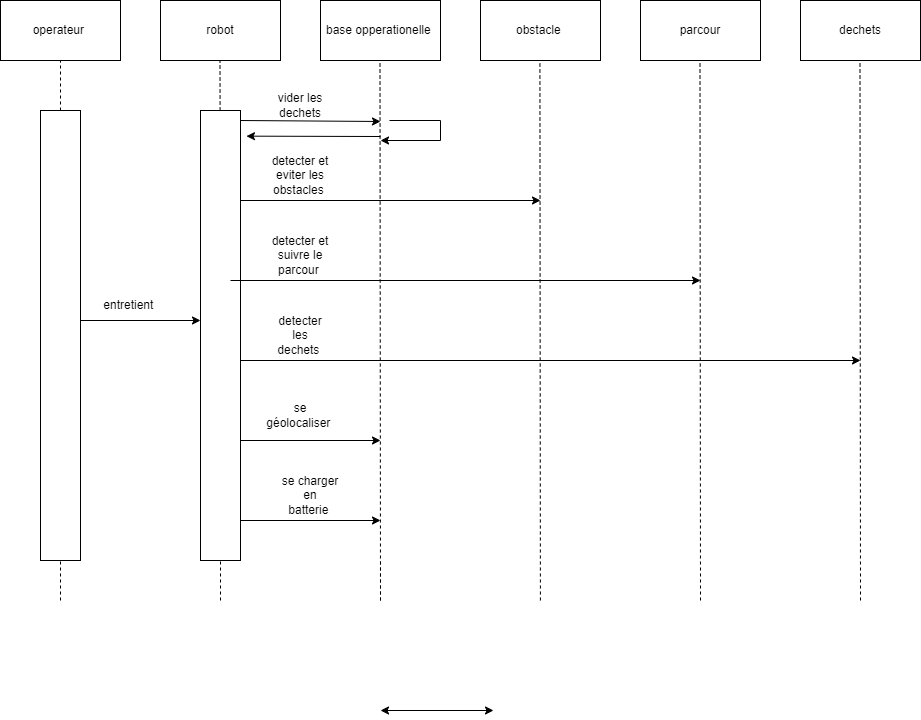 operateur
robot
base opperationelle
obstacle
parcour
dechets
vider les
dechets
detecter et
eviter les
obstacles
detecter et
suivre le
parcour
entretient
detecter
les
dechets
se
géolocaliser
se charger
en
batterie